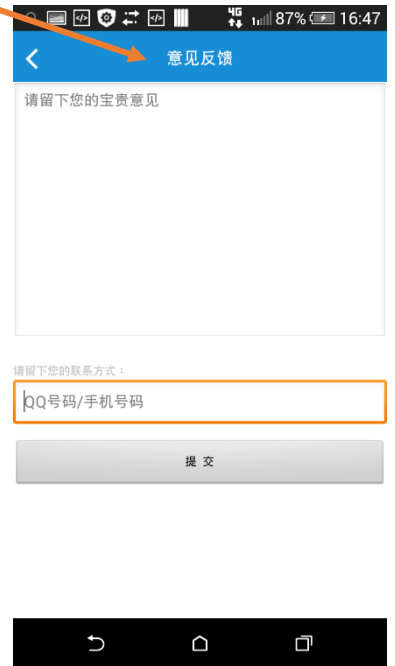 4G 87% 16:47
意见反馈
请留下您的宝贵意见
请留下您的联系方式：
QQ号码/手机号码
提 交